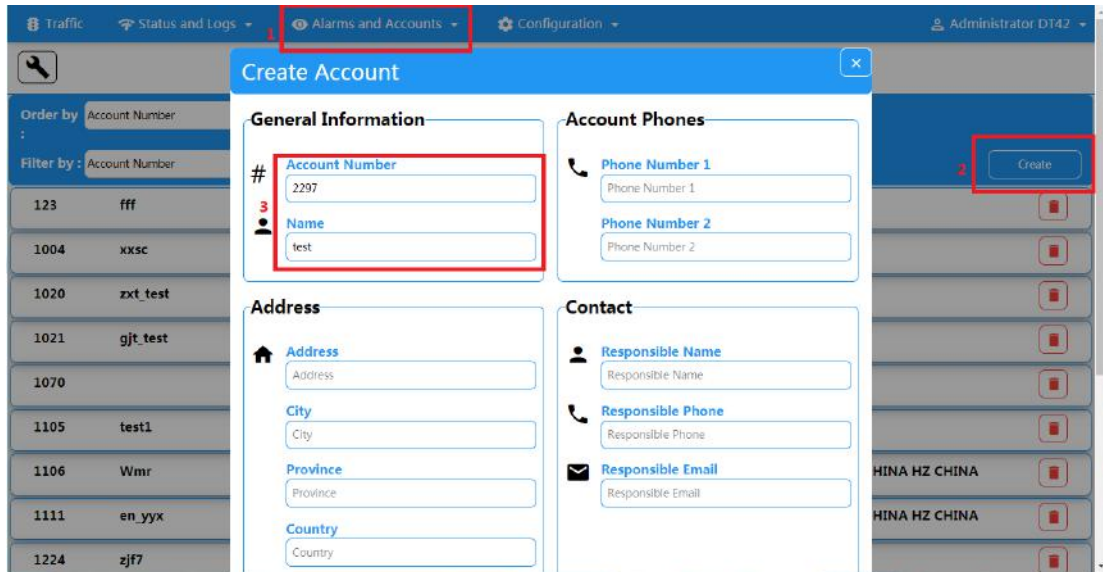 Traffic Status and Logs 1 Alarms and Accounts Configuration Administrator DT42
Create Account ×
Order by : Account Number
Filter by : Account Number
2 Create
General Information
# Account Number
2297
3
Name
test
Account Phones
Phone Number 1
Phone Number 1
Phone Number 2
Phone Number 2
Address
Address
Address
City
City
Province
Province
Country
Country
Contact
Responsible Name
Responsible Name
Responsible Phone
Responsible Phone
Responsible Email
Responsible Email
123 fff
1004 xxsc
1020 zxt_test
1021 gjt_test
1070
1105 test1
1106 Wmr HINA HZ CHINA
1111 en_yyx HINA HZ CHINA
1224 zjf7